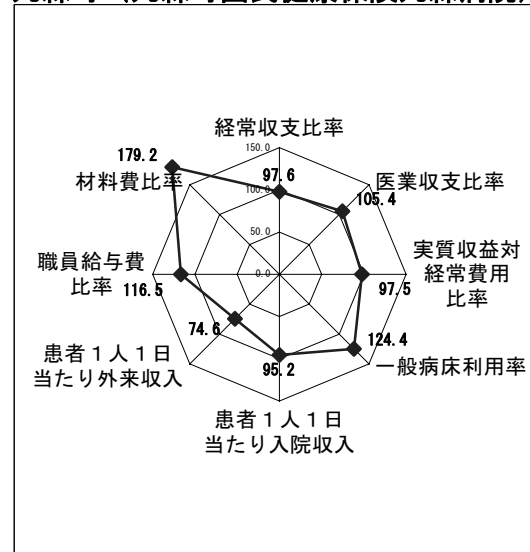 経常収支比率
150.0
179.2
97.6
100.0
材料費比率
医業収支比率
105.4
50.0
職員給与費
比率
116.5
0.0
実質収益対
経常費用
比率
97.5
74.6
124.4
患者１人１日
当たり外来収入
95.2
一般病床利用率
患者１人１日
当たり入院収入